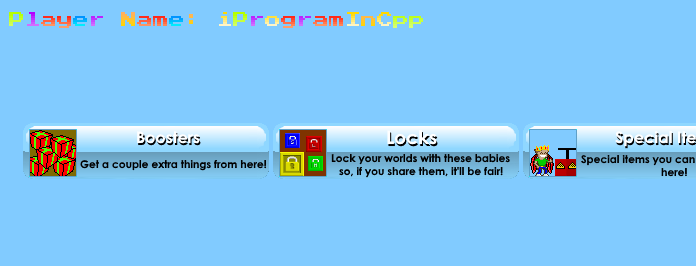 Player Name: iProgramInCpp
Boosters
Get a couple extra things from here!
Locks
Lock your worlds with these babies
so, if you share them, it'll be fair!
Special Ite
Special items you can
here!